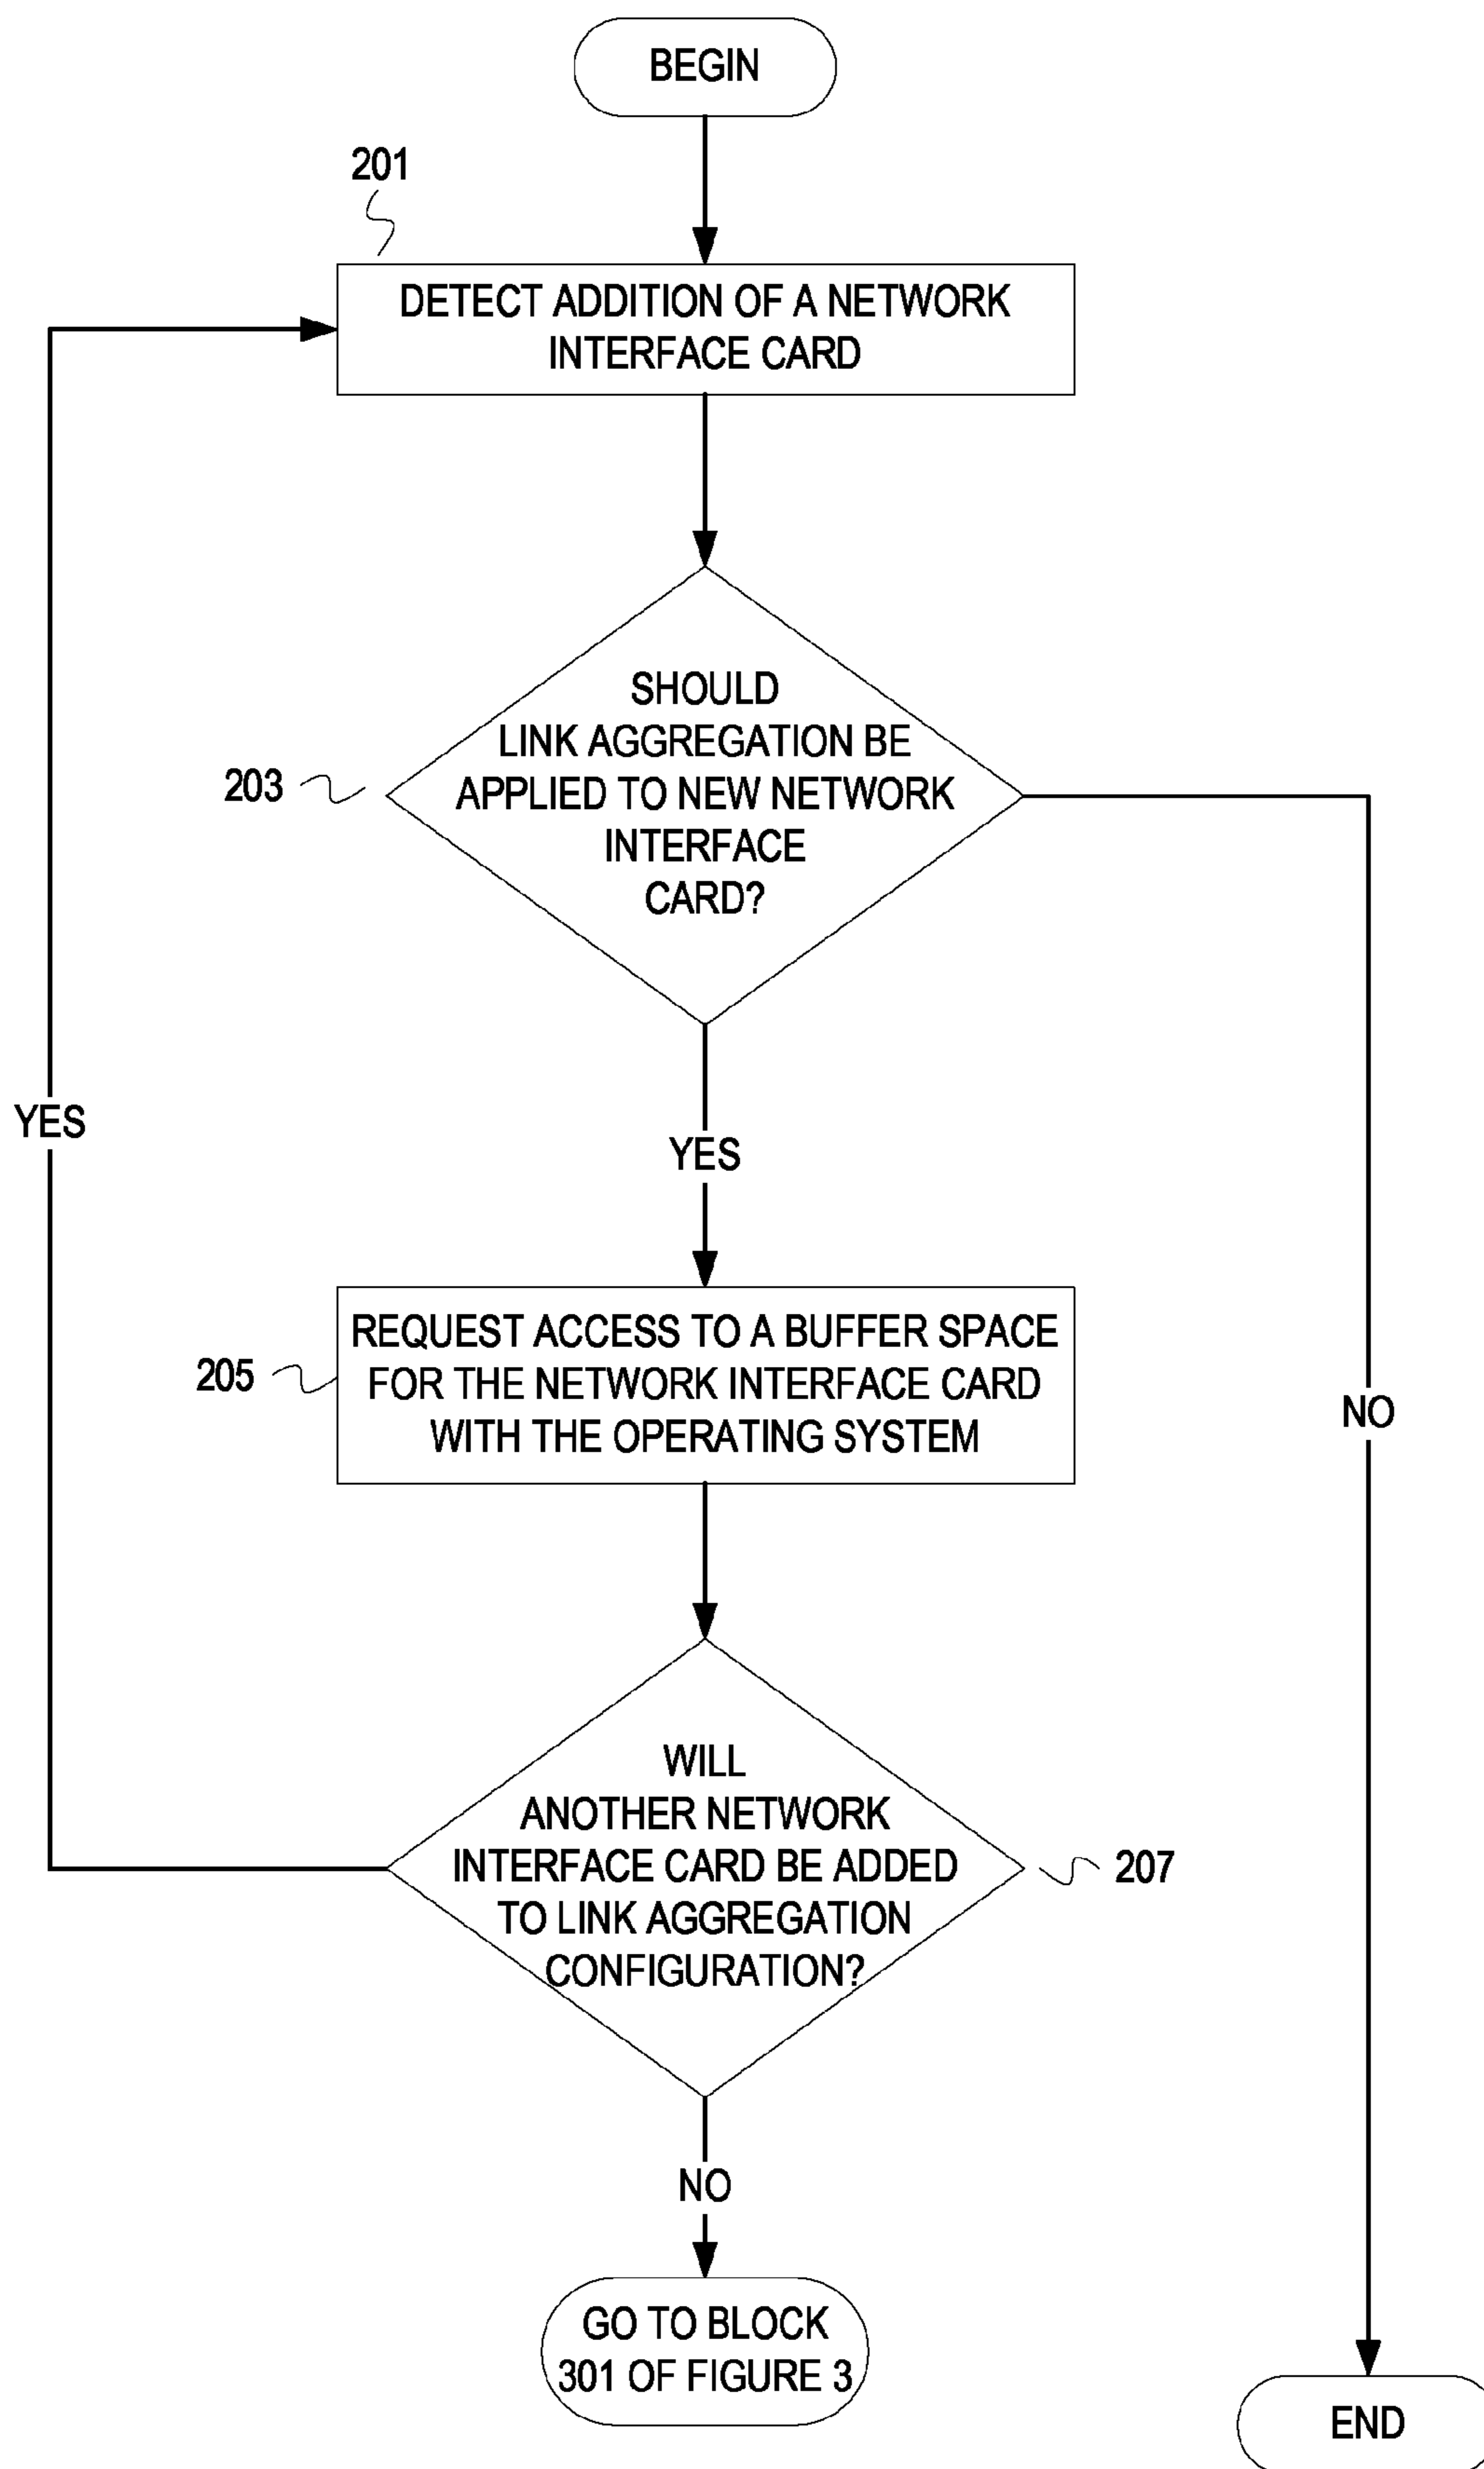 BEGIN
201
DETECT ADDITION OF A NETWORK
INTERFACE CARD
SHOULD
LINK AGGREGATION BE
APPLIED TO NEW NETWORK
INTERFACE
CARD?
203
YES
YES
REQUEST ACCESS TO A BUFFER SPACE
FOR THE NETWORK INTERFACE CARD
WITH THE OPERATING SYSTEM
205
NO
WILL
ANOTHER NETWORK
INTERFACE CARD BE ADDED
TO LINK AGGREGATION
CONFIGURATION?
207
NO
GO TO BLOCK
301 OF FIGURE 3
END